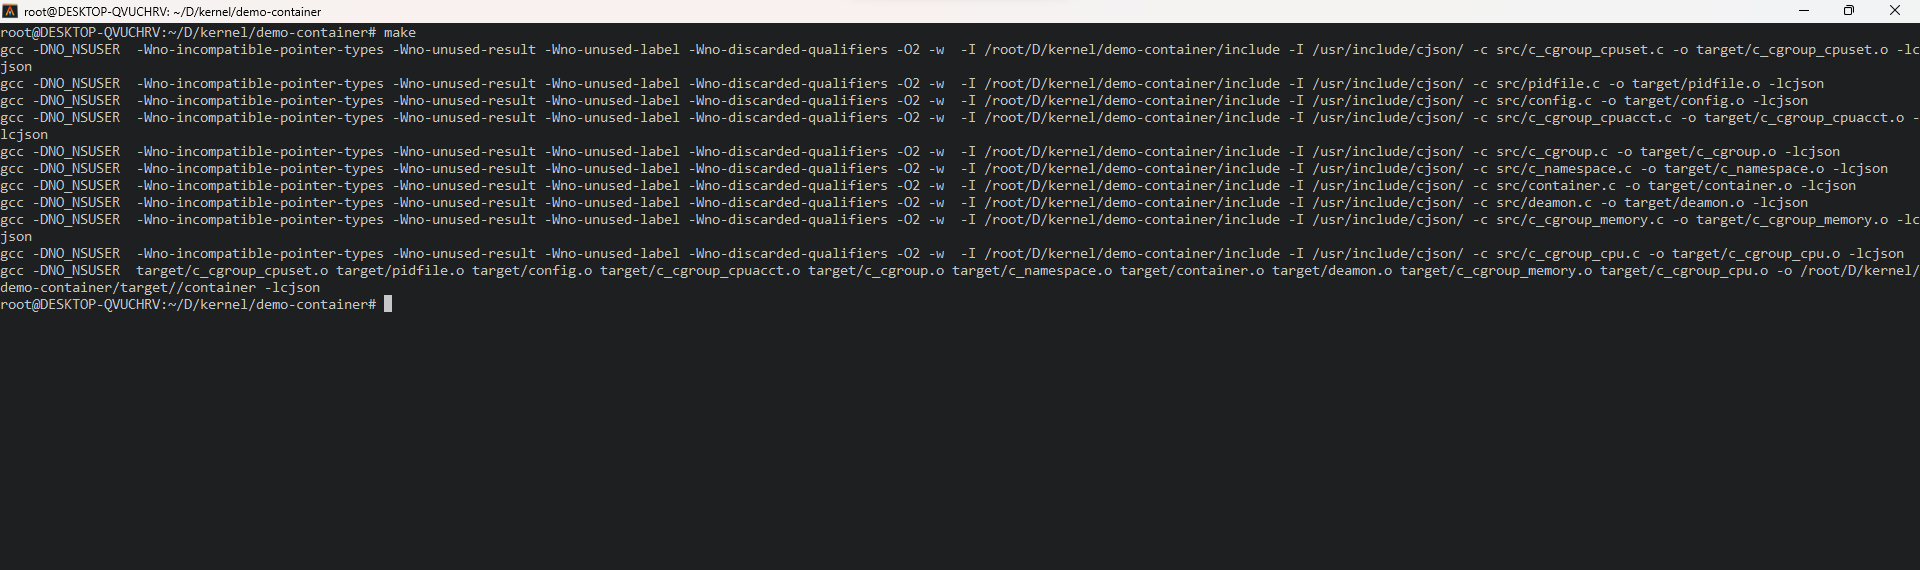 root@DESKTOP-QVUCHRV: ~/D/kernel/demo-container
root@DESKTOP-QVUCHRV:~/D/kernel/demo-container# make
gcc -DNO_NSUSER  -Wno-incompatible-pointer-types -Wno-unused-result -Wno-unused-label -Wno-discarded-qualifiers -O2 -w  -I /root/D/kernel/demo-container/include -I /usr/include/cjson/ -c src/c_cgroup_cpuset.c -o target/c_cgroup_cpuset.o -lc
json
gcc -DNO_NSUSER  -Wno-incompatible-pointer-types -Wno-unused-result -Wno-unused-label -Wno-discarded-qualifiers -O2 -w  -I /root/D/kernel/demo-container/include -I /usr/include/cjson/ -c src/pidfile.c -o target/pidfile.o -lcjson
gcc -DNO_NSUSER  -Wno-incompatible-pointer-types -Wno-unused-result -Wno-unused-label -Wno-discarded-qualifiers -O2 -w  -I /root/D/kernel/demo-container/include -I /usr/include/cjson/ -c src/config.c -o target/config.o -lcjson
gcc -DNO_NSUSER  -Wno-incompatible-pointer-types -Wno-unused-result -Wno-unused-label -Wno-discarded-qualifiers -O2 -w  -I /root/D/kernel/demo-container/include -I /usr/include/cjson/ -c src/c_cgroup_cpuacct.c -o target/c_cgroup_cpuacct.o -
lcjson
gcc -DNO_NSUSER  -Wno-incompatible-pointer-types -Wno-unused-result -Wno-unused-label -Wno-discarded-qualifiers -O2 -w  -I /root/D/kernel/demo-container/include -I /usr/include/cjson/ -c src/c_cgroup.c -o target/c_cgroup.o -lcjson
gcc -DNO_NSUSER  -Wno-incompatible-pointer-types -Wno-unused-result -Wno-unused-label -Wno-discarded-qualifiers -O2 -w  -I /root/D/kernel/demo-container/include -I /usr/include/cjson/ -c src/c_namespace.c -o target/c_namespace.o -lcjson
gcc -DNO_NSUSER  -Wno-incompatible-pointer-types -Wno-unused-result -Wno-unused-label -Wno-discarded-qualifiers -O2 -w  -I /root/D/kernel/demo-container/include -I /usr/include/cjson/ -c src/container.c -o target/container.o -lcjson
gcc -DNO_NSUSER  -Wno-incompatible-pointer-types -Wno-unused-result -Wno-unused-label -Wno-discarded-qualifiers -O2 -w  -I /root/D/kernel/demo-container/include -I /usr/include/cjson/ -c src/deamon.c -o target/deamon.o -lcjson
gcc -DNO_NSUSER  -Wno-incompatible-pointer-types -Wno-unused-result -Wno-unused-label -Wno-discarded-qualifiers -O2 -w  -I /root/D/kernel/demo-container/include -I /usr/include/cjson/ -c src/c_cgroup_memory.c -o target/c_cgroup_memory.o -lc
json
gcc -DNO_NSUSER  -Wno-incompatible-pointer-types -Wno-unused-result -Wno-unused-label -Wno-discarded-qualifiers -O2 -w  -I /root/D/kernel/demo-container/include -I /usr/include/cjson/ -c src/c_cgroup_cpu.c -o target/c_cgroup_cpu.o -lcjson
gcc -DNO_NSUSER  target/c_cgroup_cpuset.o target/pidfile.o target/config.o target/c_cgroup_cpuacct.o target/c_cgroup.o target/c_namespace.o target/container.o target/deamon.o target/c_cgroup_memory.o target/c_cgroup_cpu.o -o /root/D/kernel/
demo-container/target//container -lcjson
root@DESKTOP-QVUCHRV:~/D/kernel/demo-container#